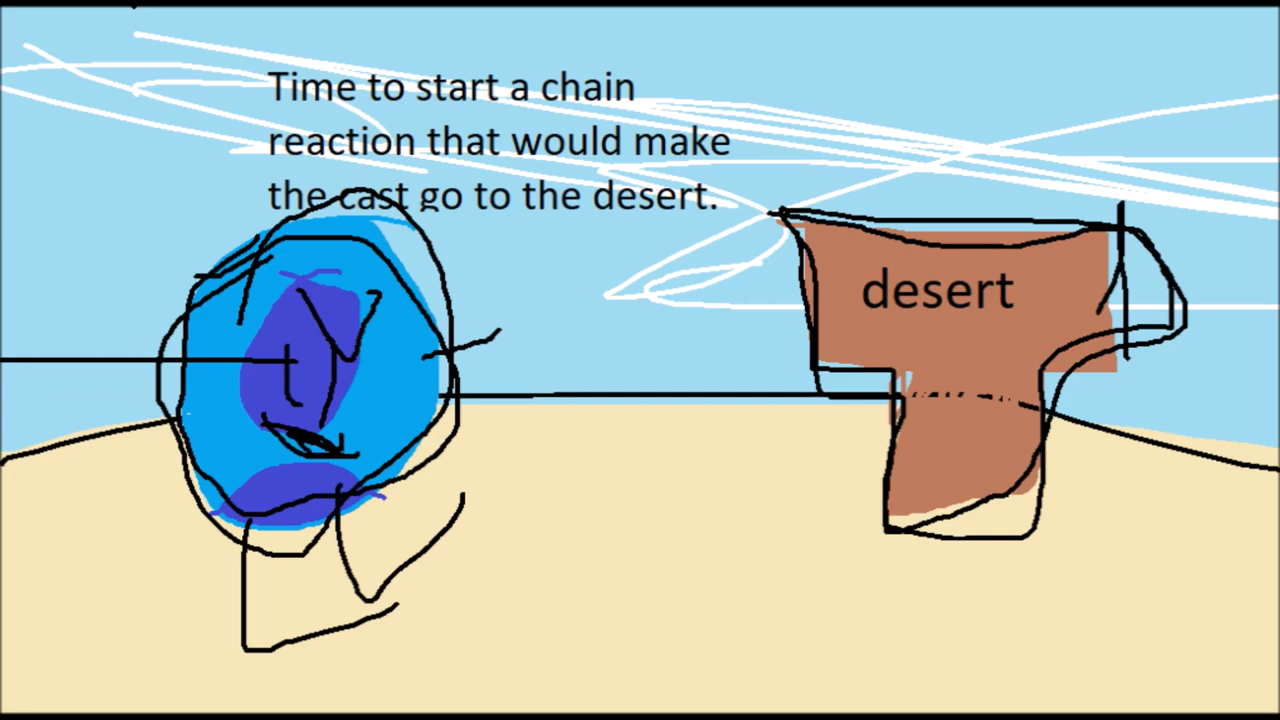 Time to start a chain
reaction that would make
the cast go to the desert.
desert